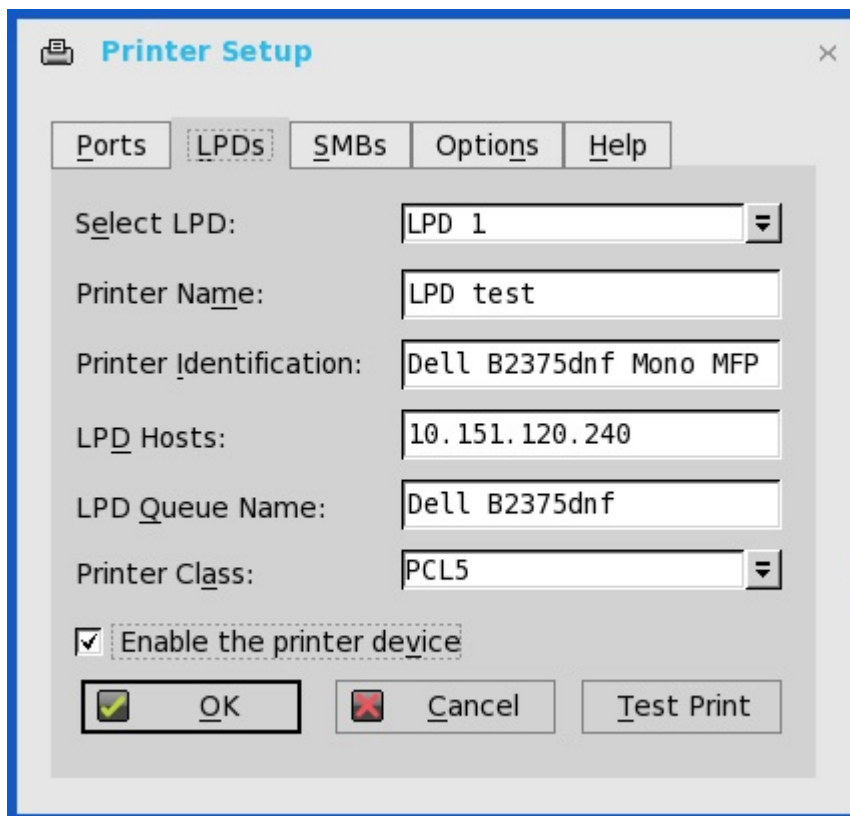 Printer Setup
Ports LPDs SMBs Options Help
Select LPD: LPD 1
Printer Name: LPD test
Printer Identification: Dell B2375dnf Mono MFP
LPD Hosts: 10.151.120.240
LPD Queue Name: Dell B2375dnf
Printer Class: PCL5
Enable the printer device
OK Cancel Test Print